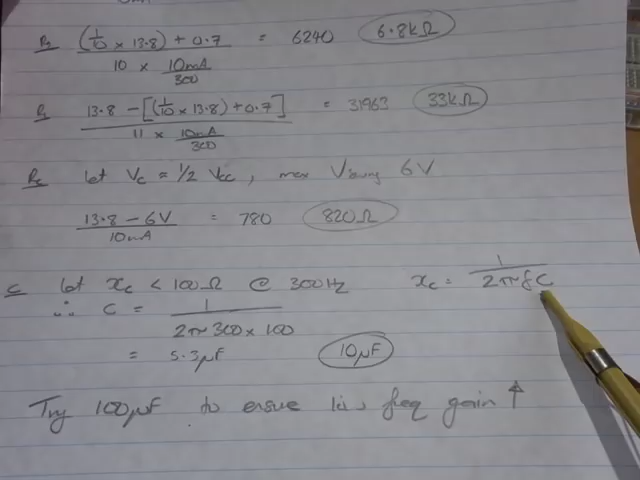 R2 (1/10 x 13.8) + 0.7 / 10 x 10mA/300 = 6240 6.8kΩ
R1 13.8 - [(1/10 x 13.8) + 0.7] / 11 x 10mA/300 = 31963 33kΩ
Rc let Vc = 1/2 Vcc, max Vswing 6V
13.8 - 6V / 10mA = 780 820Ω
C let xc < 100Ω @ 300Hz xc = 1 / 2πfC
∴ C = 1 / 2π 300 x 100
= 5.3μF 10μF
Try 100μF to ensue low freq gain ↑